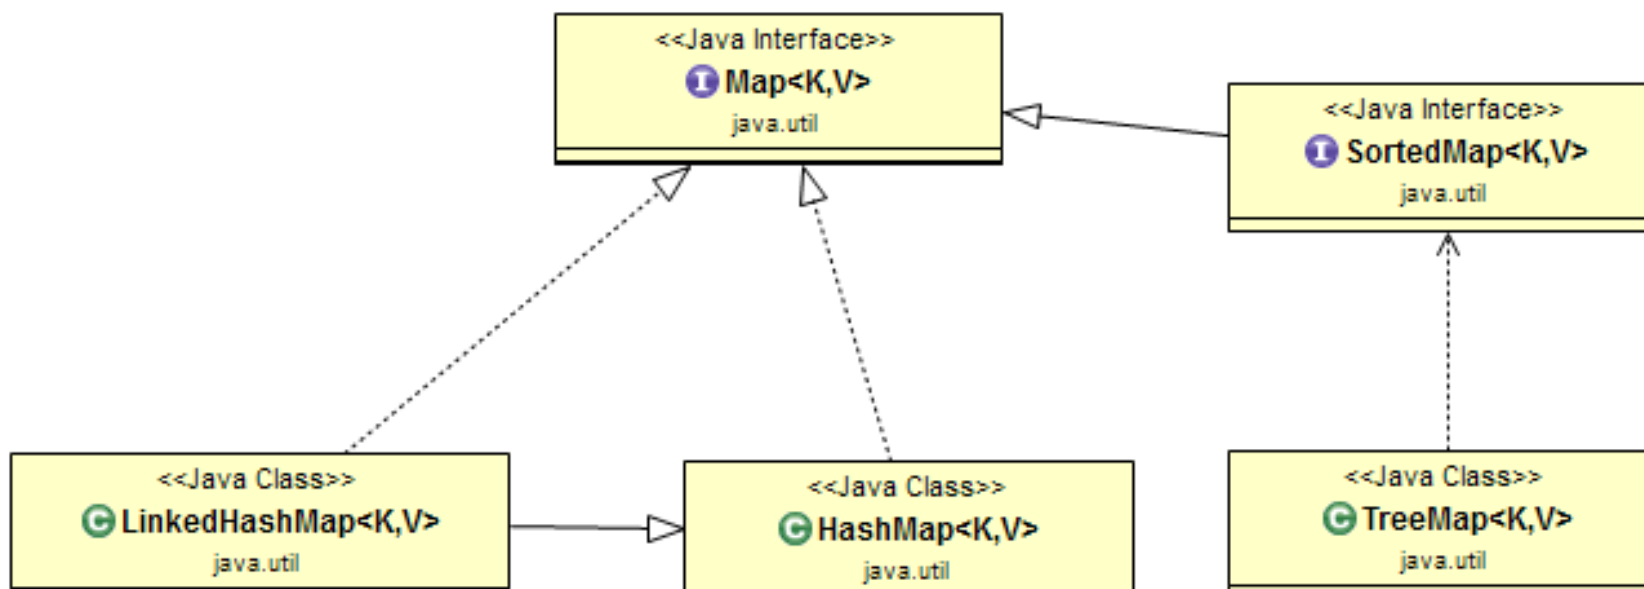 <<Java Interface>>
I Map<K,V>
java.util
<<Java Interface>>
I SortedMap<K,V>
java.util
<<Java Class>>
C LinkedHashMap<K,V>
java.util
<<Java Class>>
C HashMap<K,V>
java.util
<<Java Class>>
C TreeMap<K,V>
java.util